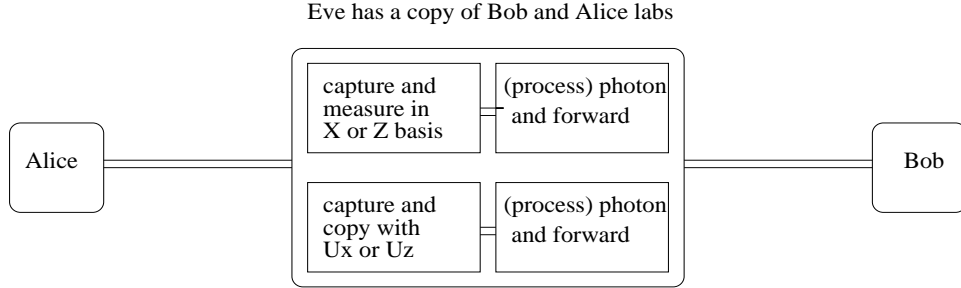 Eve has a copy of Bob and Alice labs
Alice
capture and
measure in
X or Z basis
(process) photon
and forward
capture and
copy with
Ux or Uz
(process) photon
and forward
Bob